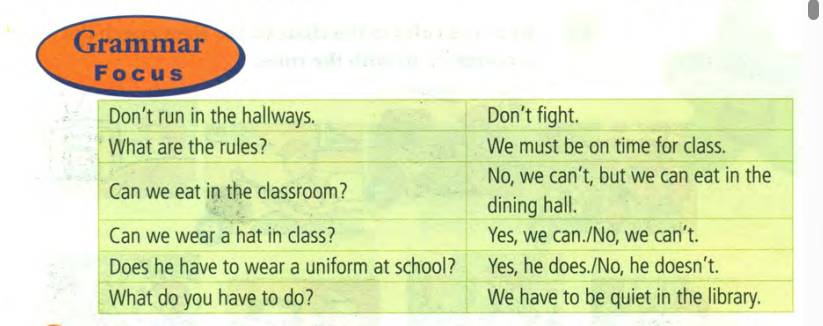 Grammar
Focus
Don't run in the hallways. Don't fight.
What are the rules? We must be on time for class.
Can we eat in the classroom? No, we can't, but we can eat in the
dining hall.
Can we wear a hat in class? Yes, we can./No, we can't.
Does he have to wear a uniform at school? Yes, he does./No, he doesn't.
What do you have to do? We have to be quiet in the library.